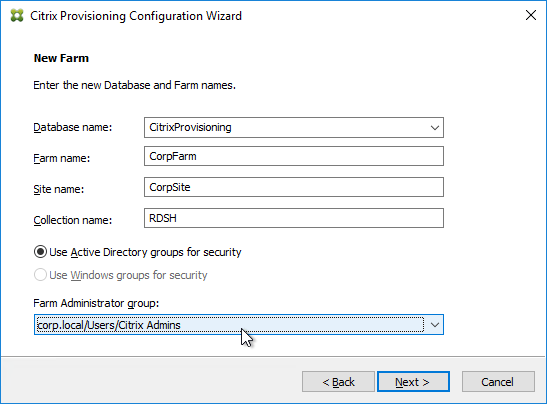 Citrix Provisioning Configuration Wizard
New Farm
Enter the new Database and Farm names.
Database name: CitrixProvisioning
Farm name: CorpFarm
Site name: CorpSite
Collection name: RDSH
Use Active Directory groups for security
Use Windows groups for security
Farm Administrator group:
corp.local/Users/Citrix Admins
< Back Next > Cancel